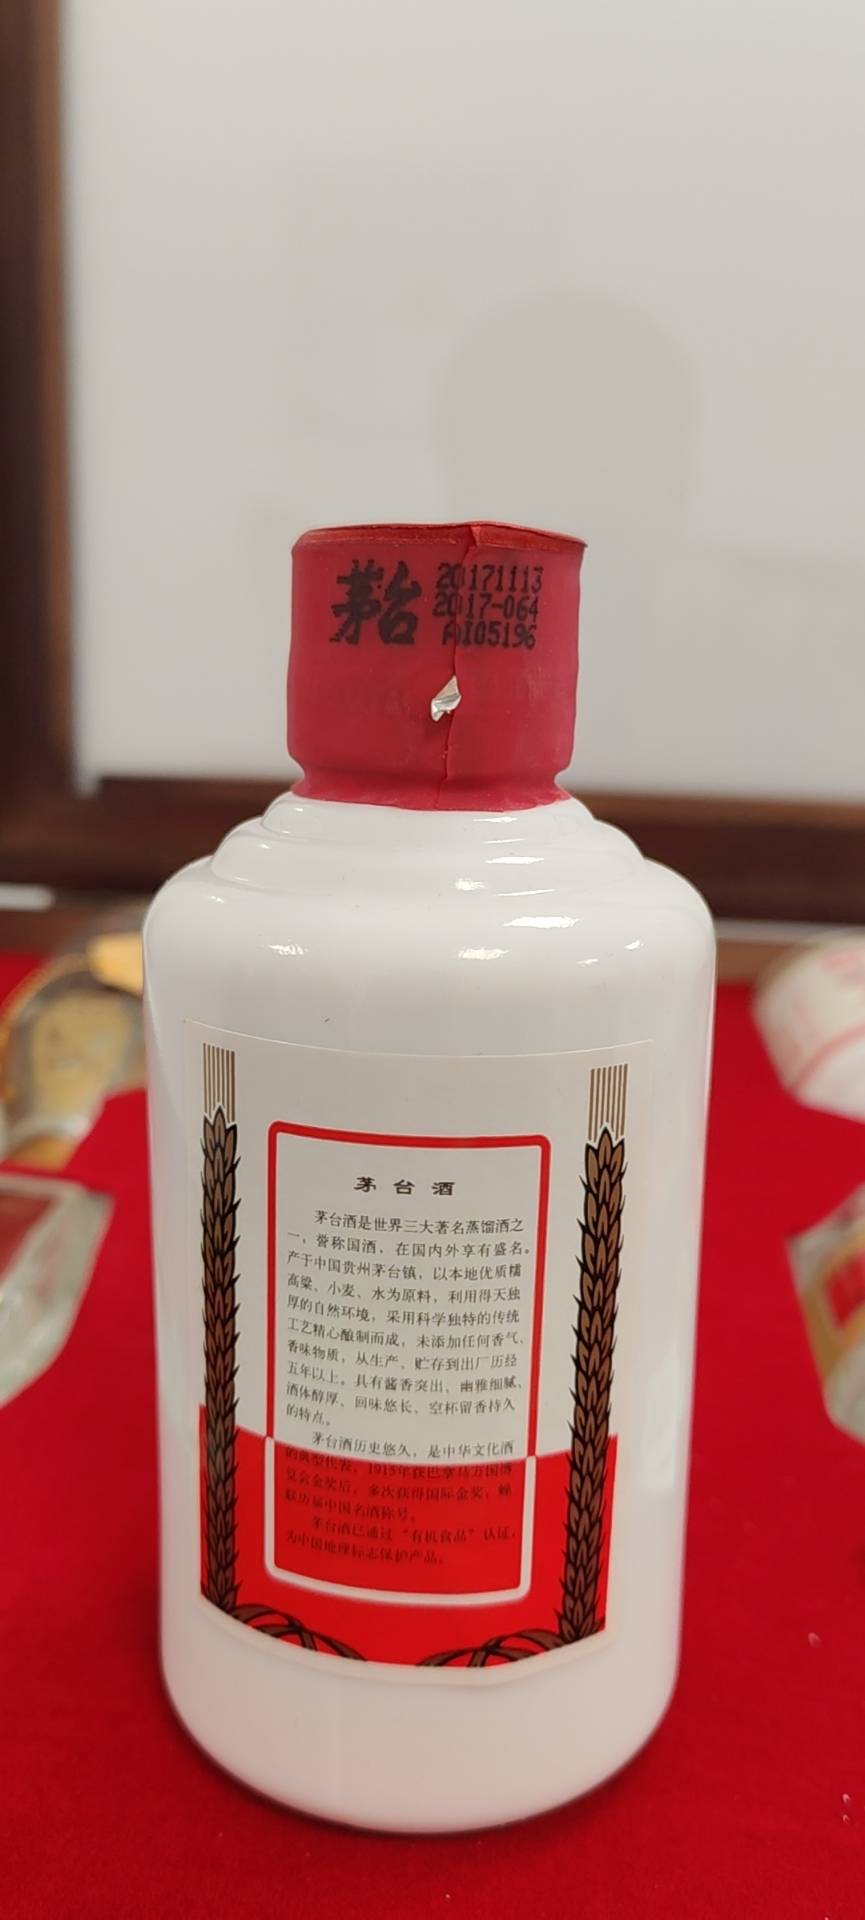 茅台
20171113
2017-064
AI05196
茅台酒
茅台酒是世界三大著名蒸馏酒之
一，誉称国酒，在国内外享有盛名。
产于中国贵州茅台镇，以本地优质糯
高粱、小麦、水为原料，利用得天独
厚的自然环境，采用科学独特的传统
工艺精心酿制而成，未添加任何香气、
香味物质，从生产、贮存到出厂历经
五年以上。具有酱香突出、幽雅细腻、
酒体醇厚、回味悠长、空杯留香持久
的特点。
茅台酒历史悠久，是中华文化酒
的典型代表，1915年获巴拿马万国博
览会金奖后，多次获得国际金奖，蝉
联历届中国名酒称号。
茅台酒已通过“有机食品”认证，
为中国地理标志保护产品。